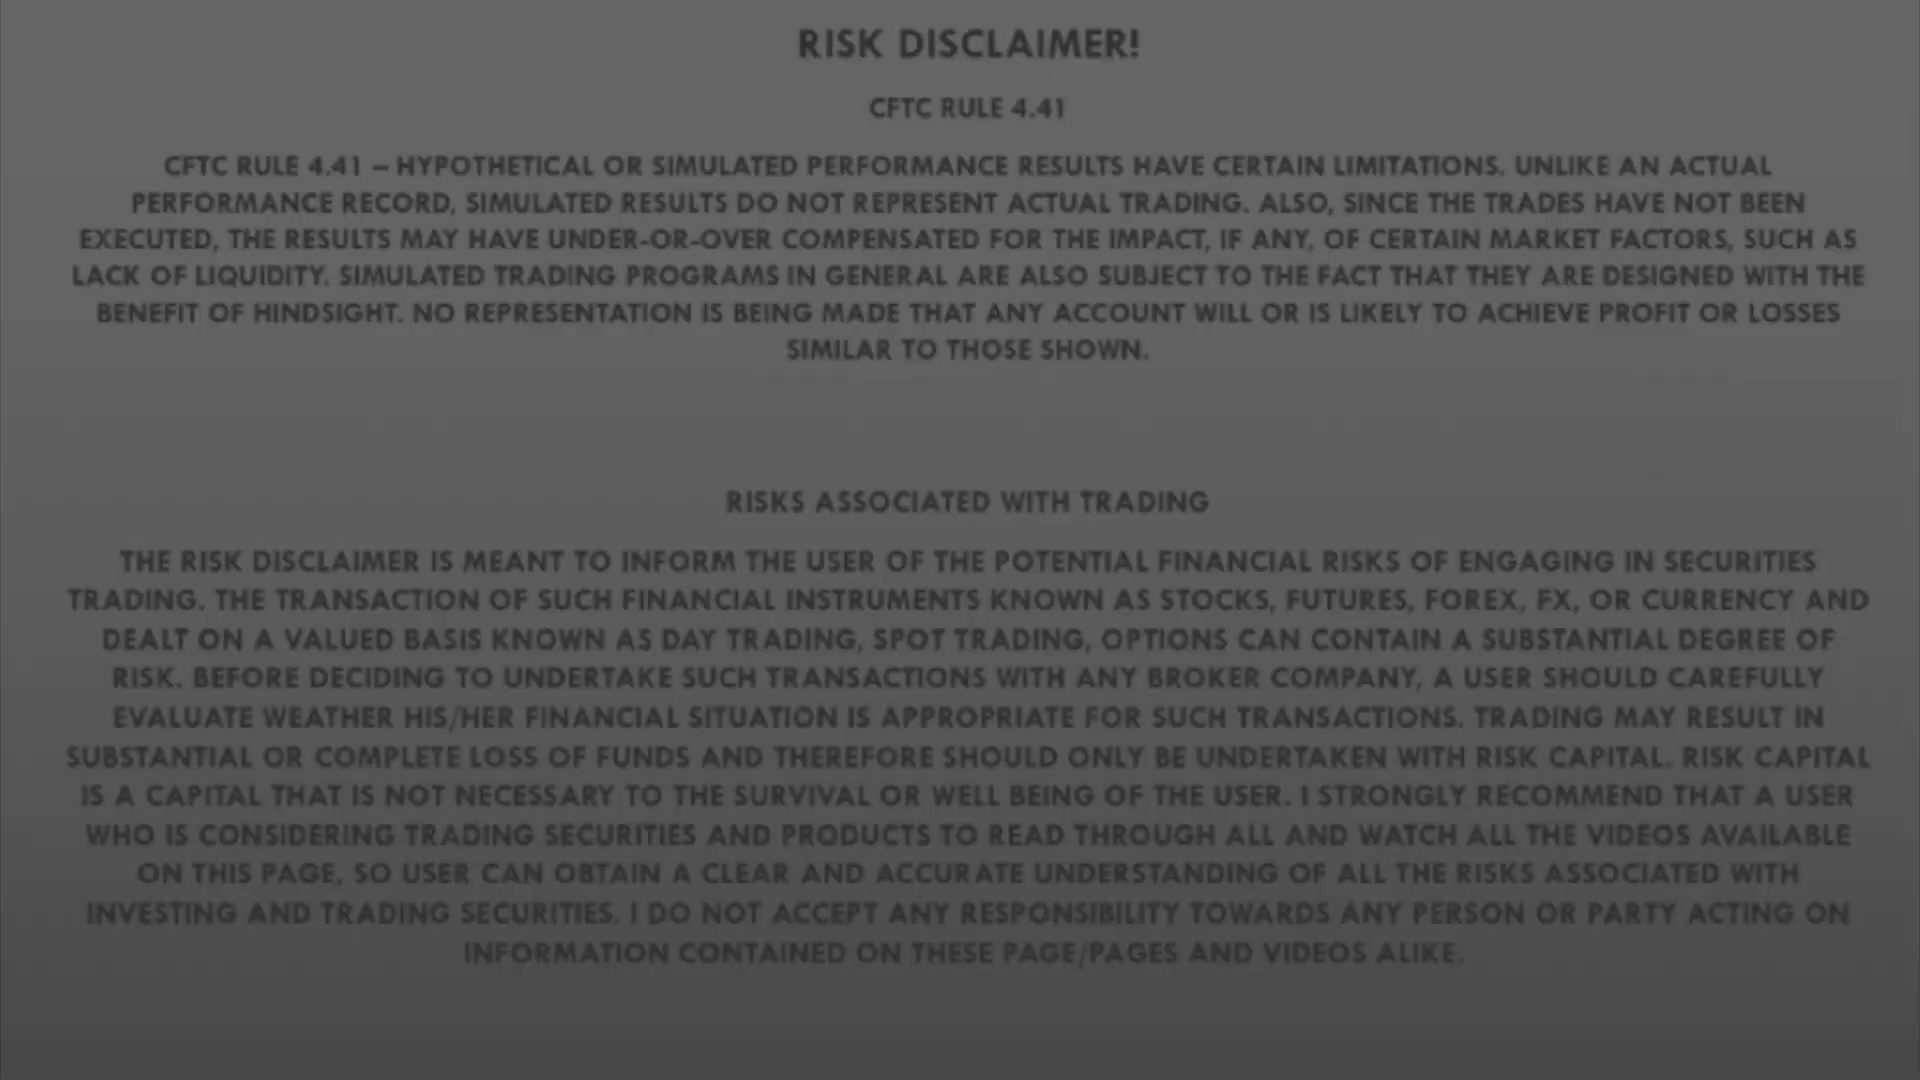 RISK DISCLAIMER!
CFTC RULE 4.41
CFTC RULE 4.41 – HYPOTHETICAL OR SIMULATED PERFORMANCE RESULTS HAVE CERTAIN LIMITATIONS. UNLIKE AN ACTUAL
PERFORMANCE RECORD, SIMULATED RESULTS DO NOT REPRESENT ACTUAL TRADING. ALSO, SINCE THE TRADES HAVE NOT BEEN
EXECUTED, THE RESULTS MAY HAVE UNDER-OR-OVER COMPENSATED FOR THE IMPACT, IF ANY, OF CERTAIN MARKET FACTORS, SUCH AS
LACK OF LIQUIDITY. SIMULATED TRADING PROGRAMS IN GENERAL ARE ALSO SUBJECT TO THE FACT THAT THEY ARE DESIGNED WITH THE
BENEFIT OF HINDSIGHT. NO REPRESENTATION IS BEING MADE THAT ANY ACCOUNT WILL OR IS LIKELY TO ACHIEVE PROFIT OR LOSSES
SIMILAR TO THOSE SHOWN.
RISKS ASSOCIATED WITH TRADING
THE RISK DISCLAIMER IS MEANT TO INFORM THE USER OF THE POTENTIAL FINANCIAL RISKS OF ENGAGING IN SECURITIES
TRADING. THE TRANSACTION OF SUCH FINANCIAL INSTRUMENTS KNOWN AS STOCKS, FUTURES, FOREX, FX, OR CURRENCY AND
DEALT ON A VALUED BASIS KNOWN AS DAY TRADING, SPOT TRADING, OPTIONS CAN CONTAIN A SUBSTANTIAL DEGREE OF
RISK. BEFORE DECIDING TO UNDERTAKE SUCH TRANSACTIONS WITH ANY BROKER COMPANY, A USER SHOULD CAREFULLY
EVALUATE WEATHER HIS/HER FINANCIAL SITUATION IS APPROPRIATE FOR SUCH TRANSACTIONS. TRADING MAY RESULT IN
SUBSTANTIAL OR COMPLETE LOSS OF FUNDS AND THEREFORE SHOULD ONLY BE UNDERTAKEN WITH RISK CAPITAL. RISK CAPITAL
IS A CAPITAL THAT IS NOT NECESSARY TO THE SURVIVAL OR WELL BEING OF THE USER. I STRONGLY RECOMMEND THAT A USER
WHO IS CONSIDERING TRADING SECURITIES AND PRODUCTS TO READ THROUGH ALL AND WATCH ALL THE VIDEOS AVAILABLE
ON THIS PAGE, SO USER CAN OBTAIN A CLEAR AND ACCURATE UNDERSTANDING OF ALL THE RISKS ASSOCIATED WITH
INVESTING AND TRADING SECURITIES. I DO NOT ACCEPT ANY RESPONSIBILITY TOWARDS ANY PERSON OR PARTY ACTING ON
INFORMATION CONTAINED ON THESE PAGE/PAGES AND VIDEOS ALIKE.